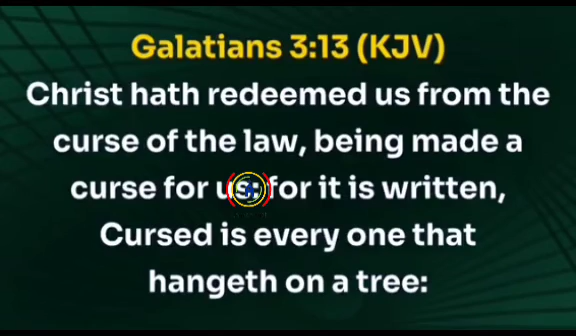 Galatians 3:13 (KJV)
Christ hath redeemed us from the
curse of the law, being made a
curse for us: for it is written,
Cursed is every one that
hangeth on a tree: